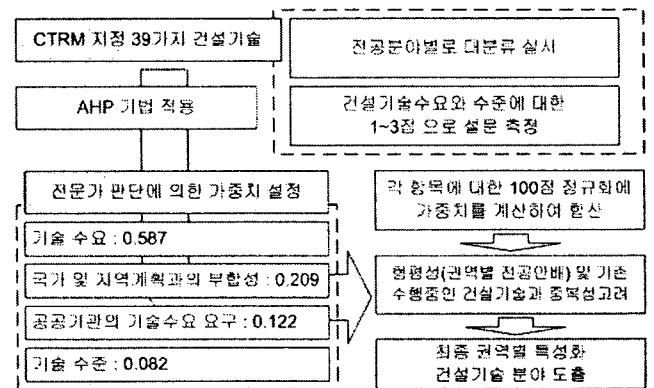 CTRM 지정 39가지 건설기술
전공분야별로 대분류 실시
AHP 기법 적용
건설기술수요와 수준에 대한
1~3점 으로 설문 측정
전문가 판단에 의한 가중치 설정
기술 수요 : 0.587
국가 및 지역계획과의 부합성 : 0.209
공공기관의 기술수요 요구 : 0.122
기술 수준 : 0.082
각 항목에 대한 100점 정규화에
가중치를 계산하여 합산
형평성(권역별 전공안배) 및 기존
수행중인 건설기술과 중복성고려
최종 권역별 특성화
건설기술 분야 도출